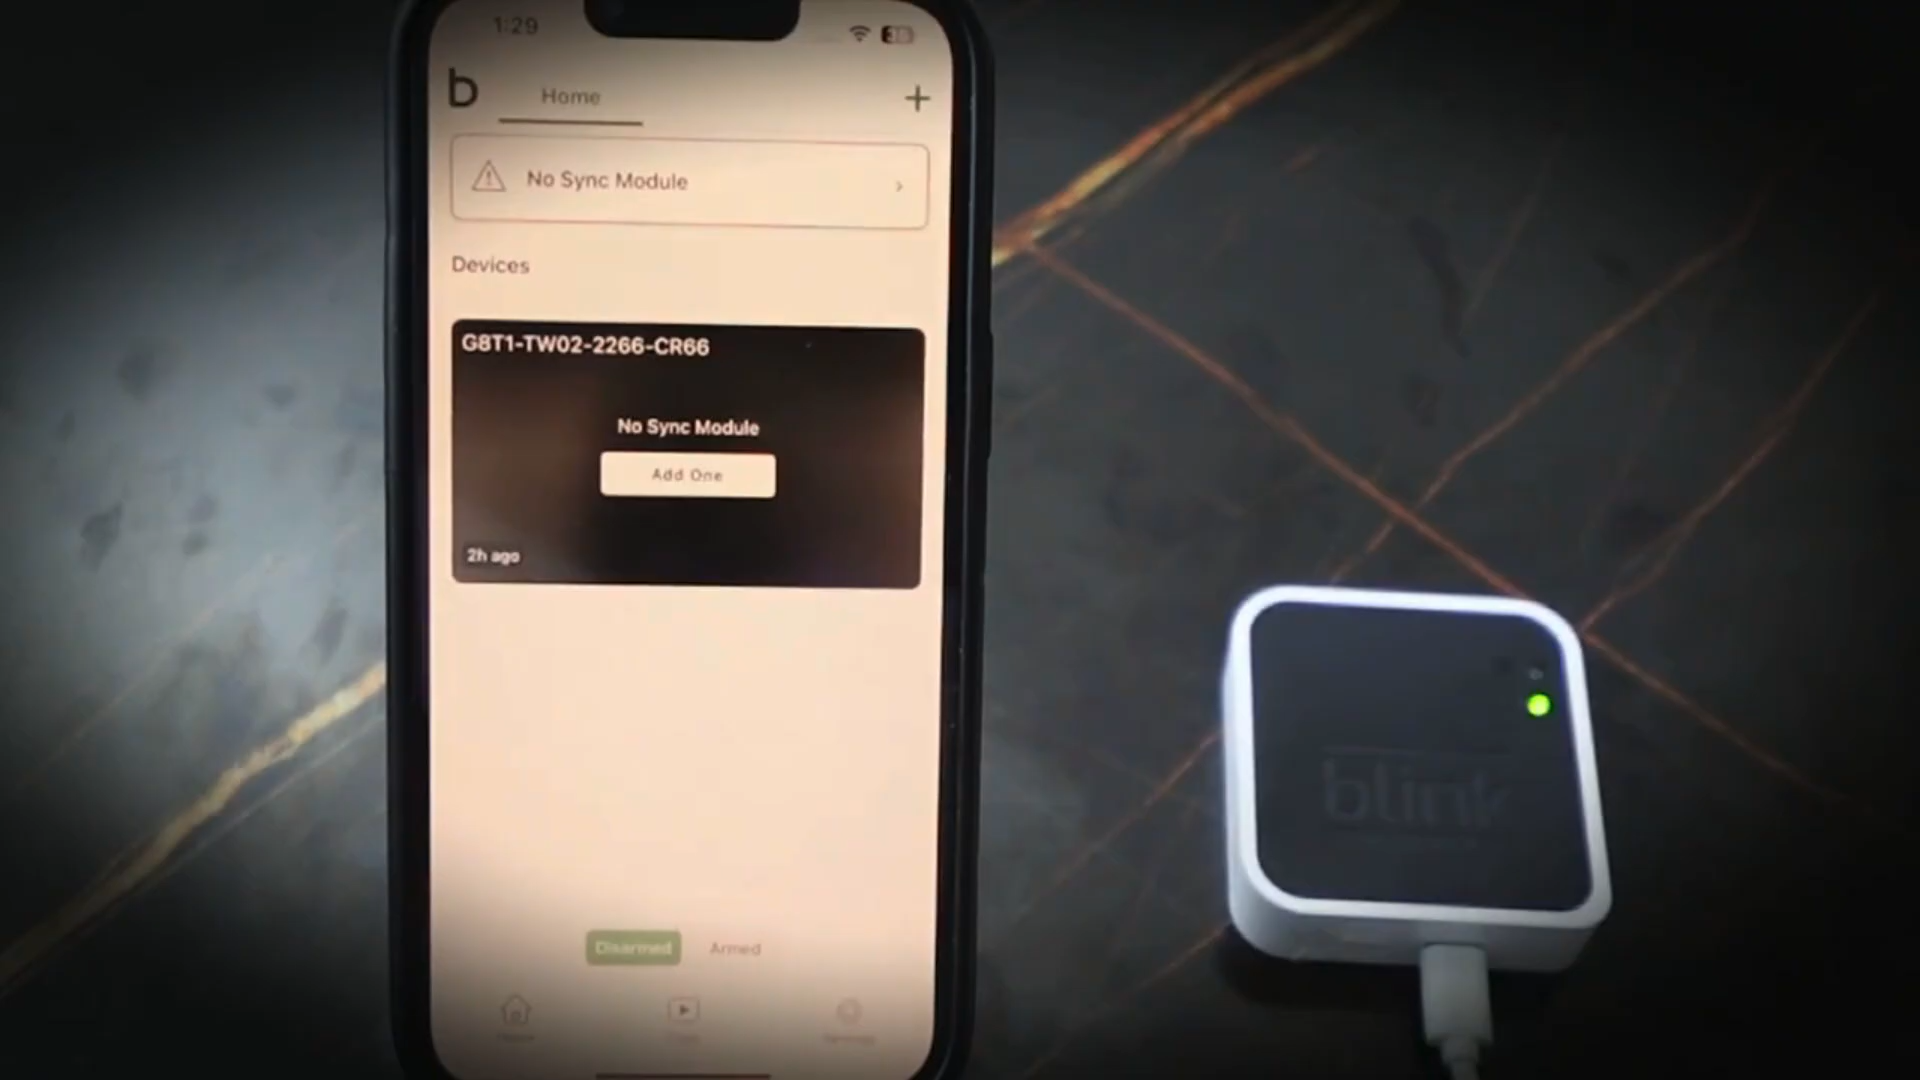 1:29
b
Home
+
No Sync Module
Devices
G8T1-TW02-2266-CR66
No Sync Module
Add One
2h ago
Disarmed
Armed
blink